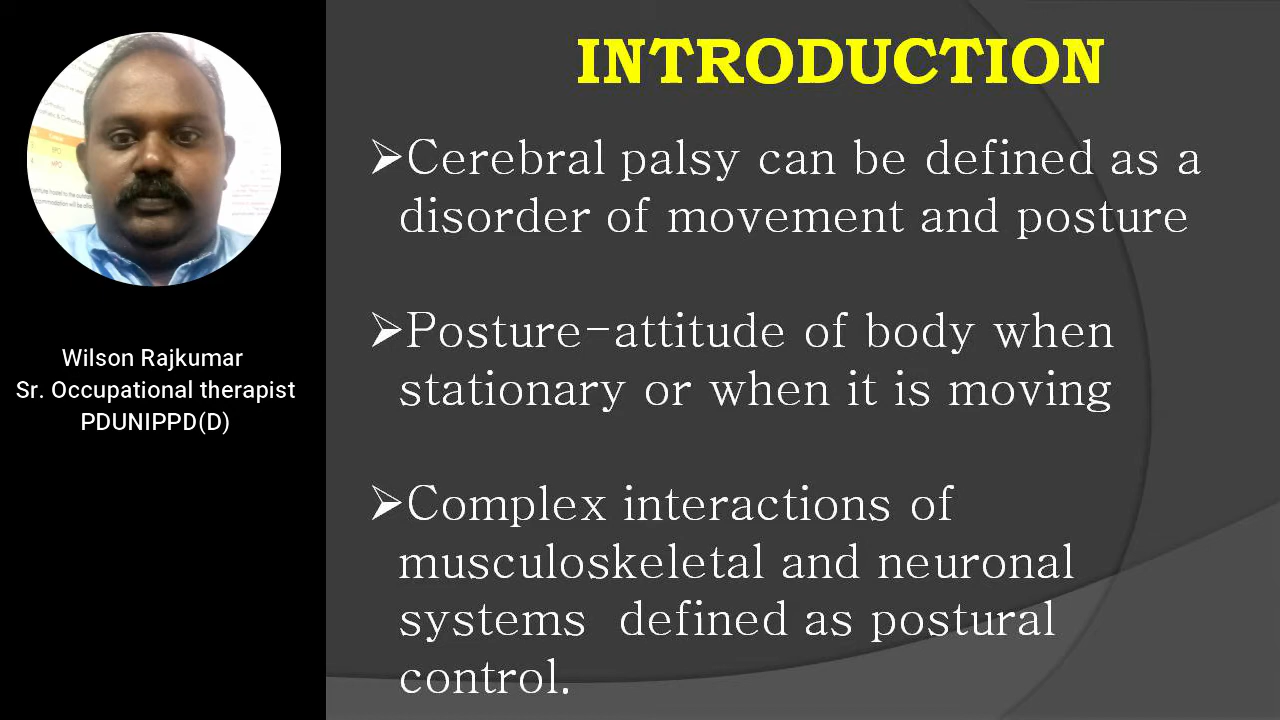 INTRODUCTION
➢Cerebral palsy can be defined as a
disorder of movement and posture
➢Posture-attitude of body when
stationary or when it is moving
➢Complex interactions of
musculoskeletal and neuronal
systems  defined as postural
control.
Wilson Rajkumar
Sr. Occupational therapist
PDUNIPPD(D)